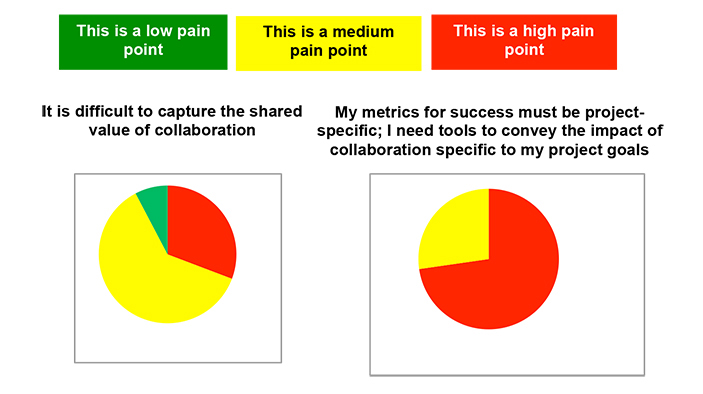 This is a low pain
point
This is a medium
pain point
This is a high pain
point
It is difficult to capture the shared
value of collaboration
My metrics for success must be project-
specific; I need tools to convey the impact of
collaboration specific to my project goals